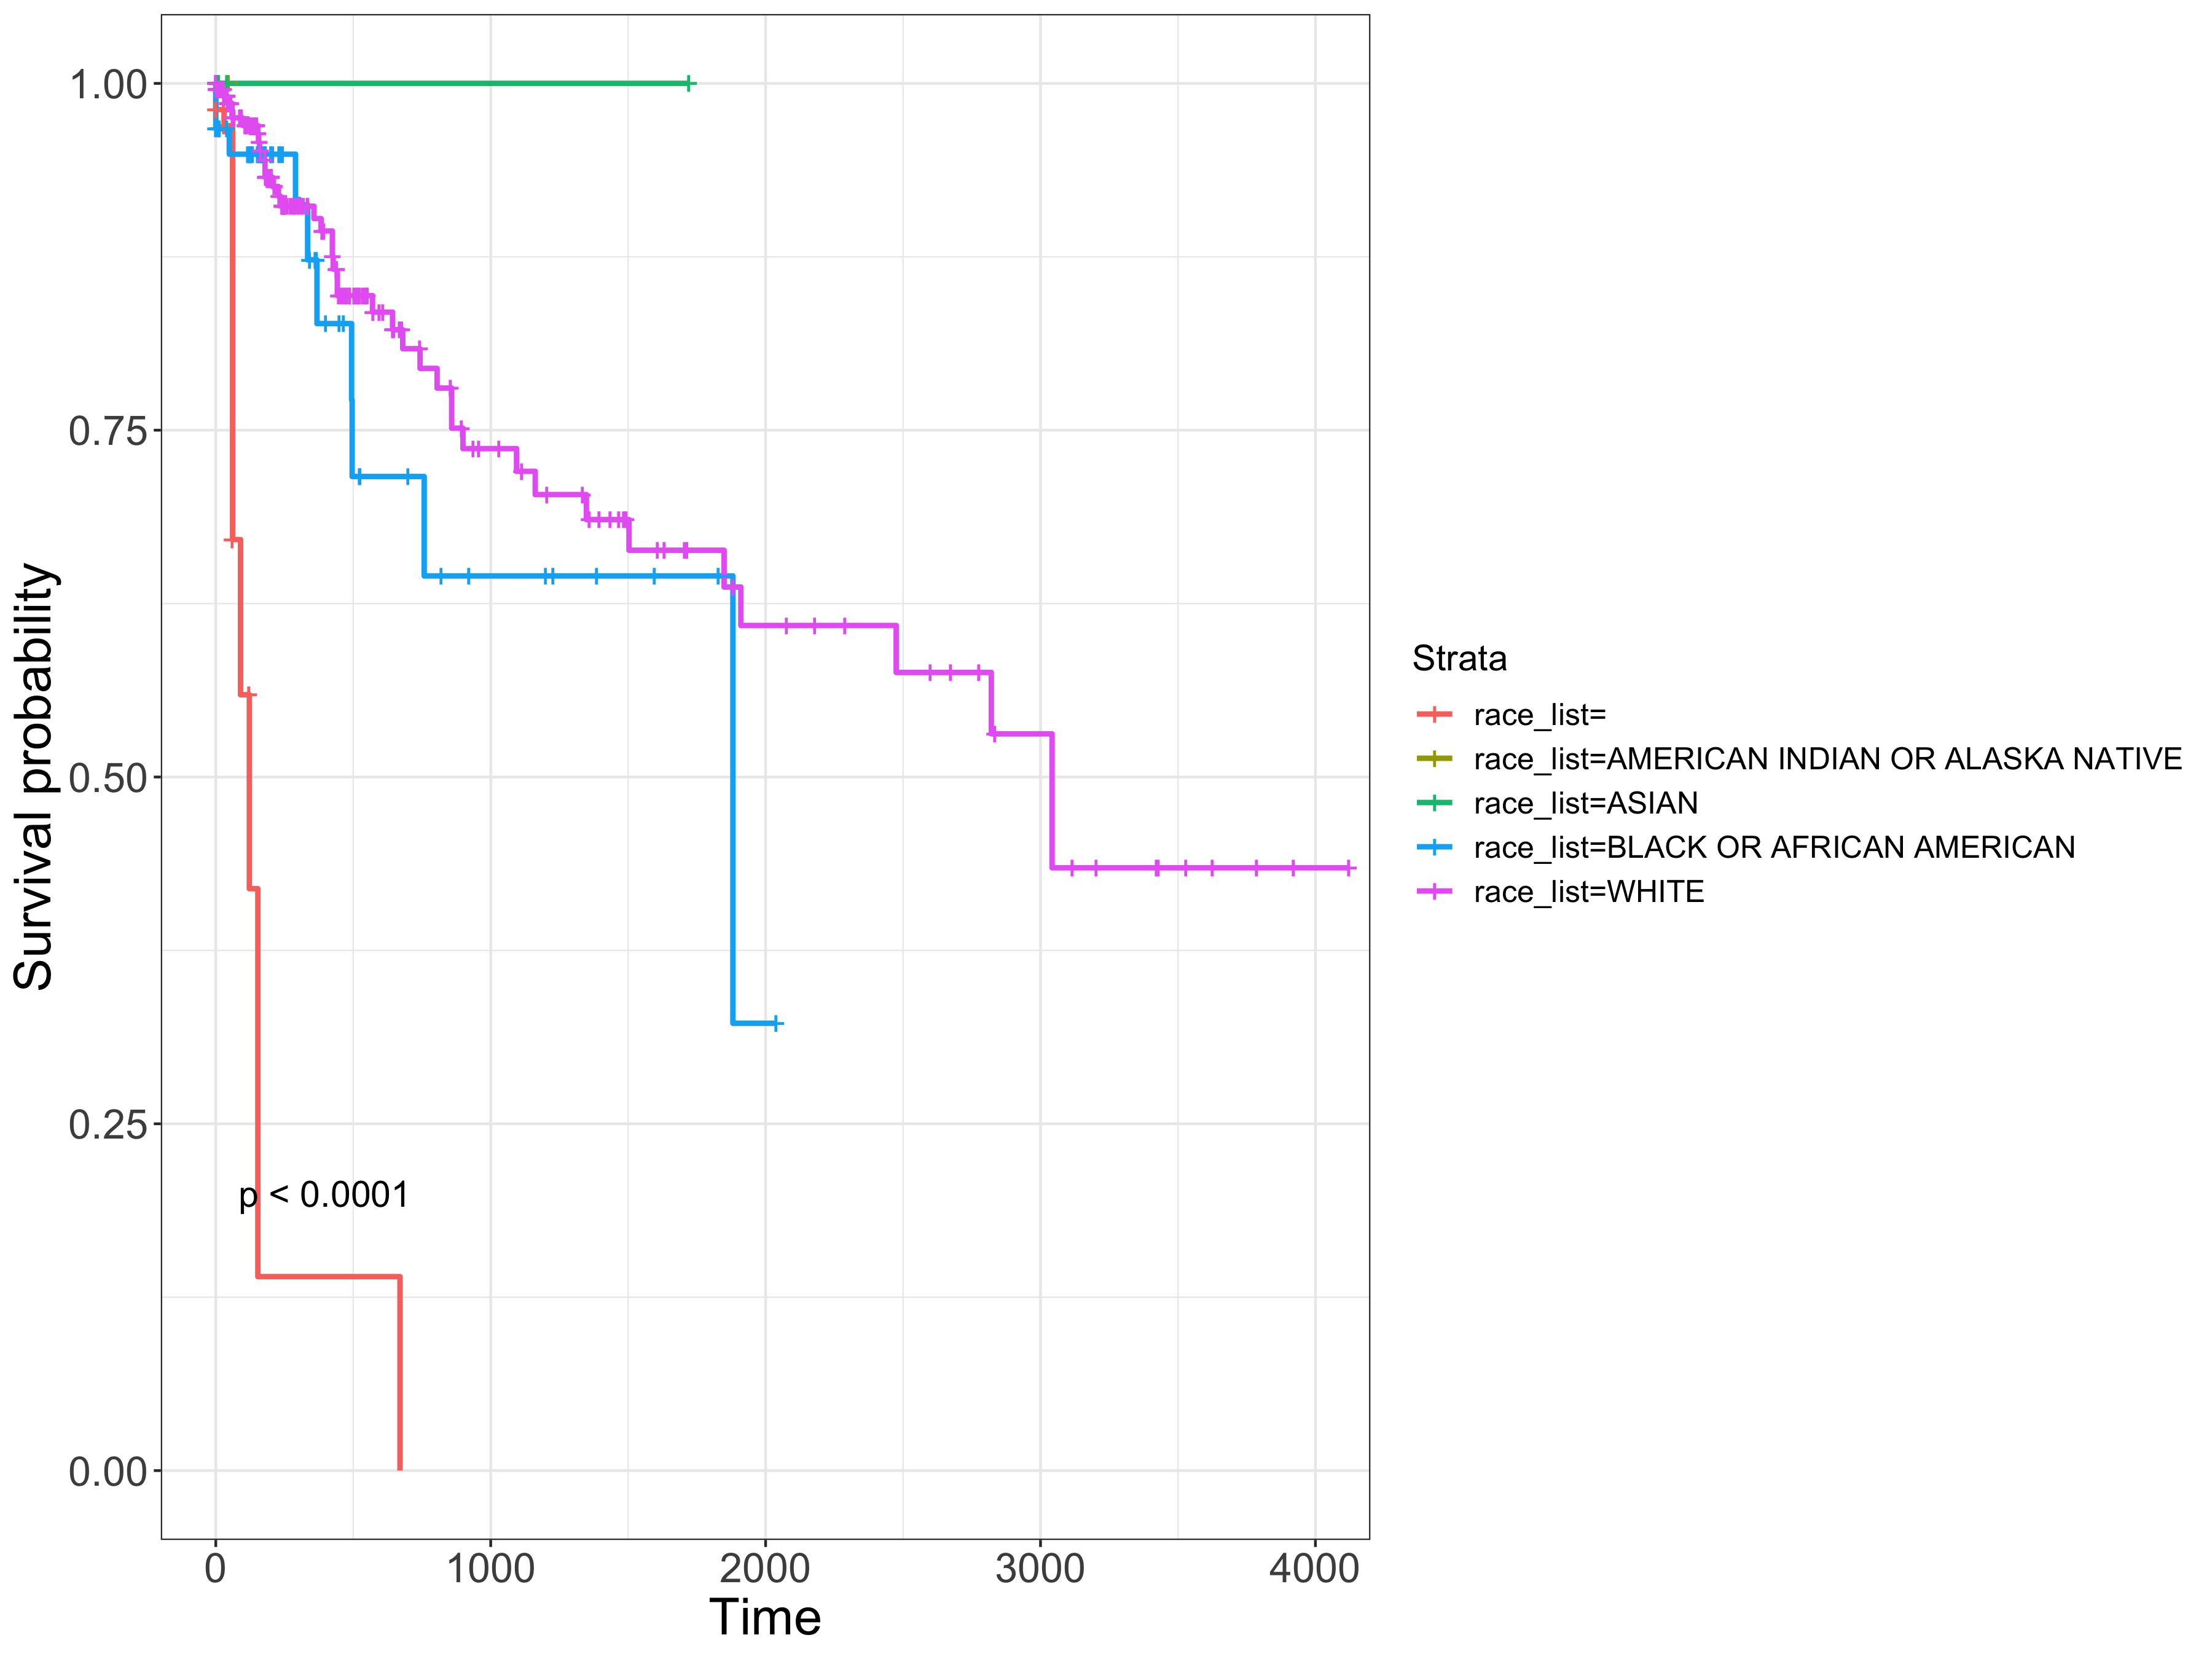 Survival probability
1.00
0.75
0.50
0.25
0.00
p < 0.0001
0 1000 2000 3000 4000
Time
Strata
race_list=
race_list=AMERICAN INDIAN OR ALASKA NATIVE
race_list=ASIAN
race_list=BLACK OR AFRICAN AMERICAN
race_list=WHITE